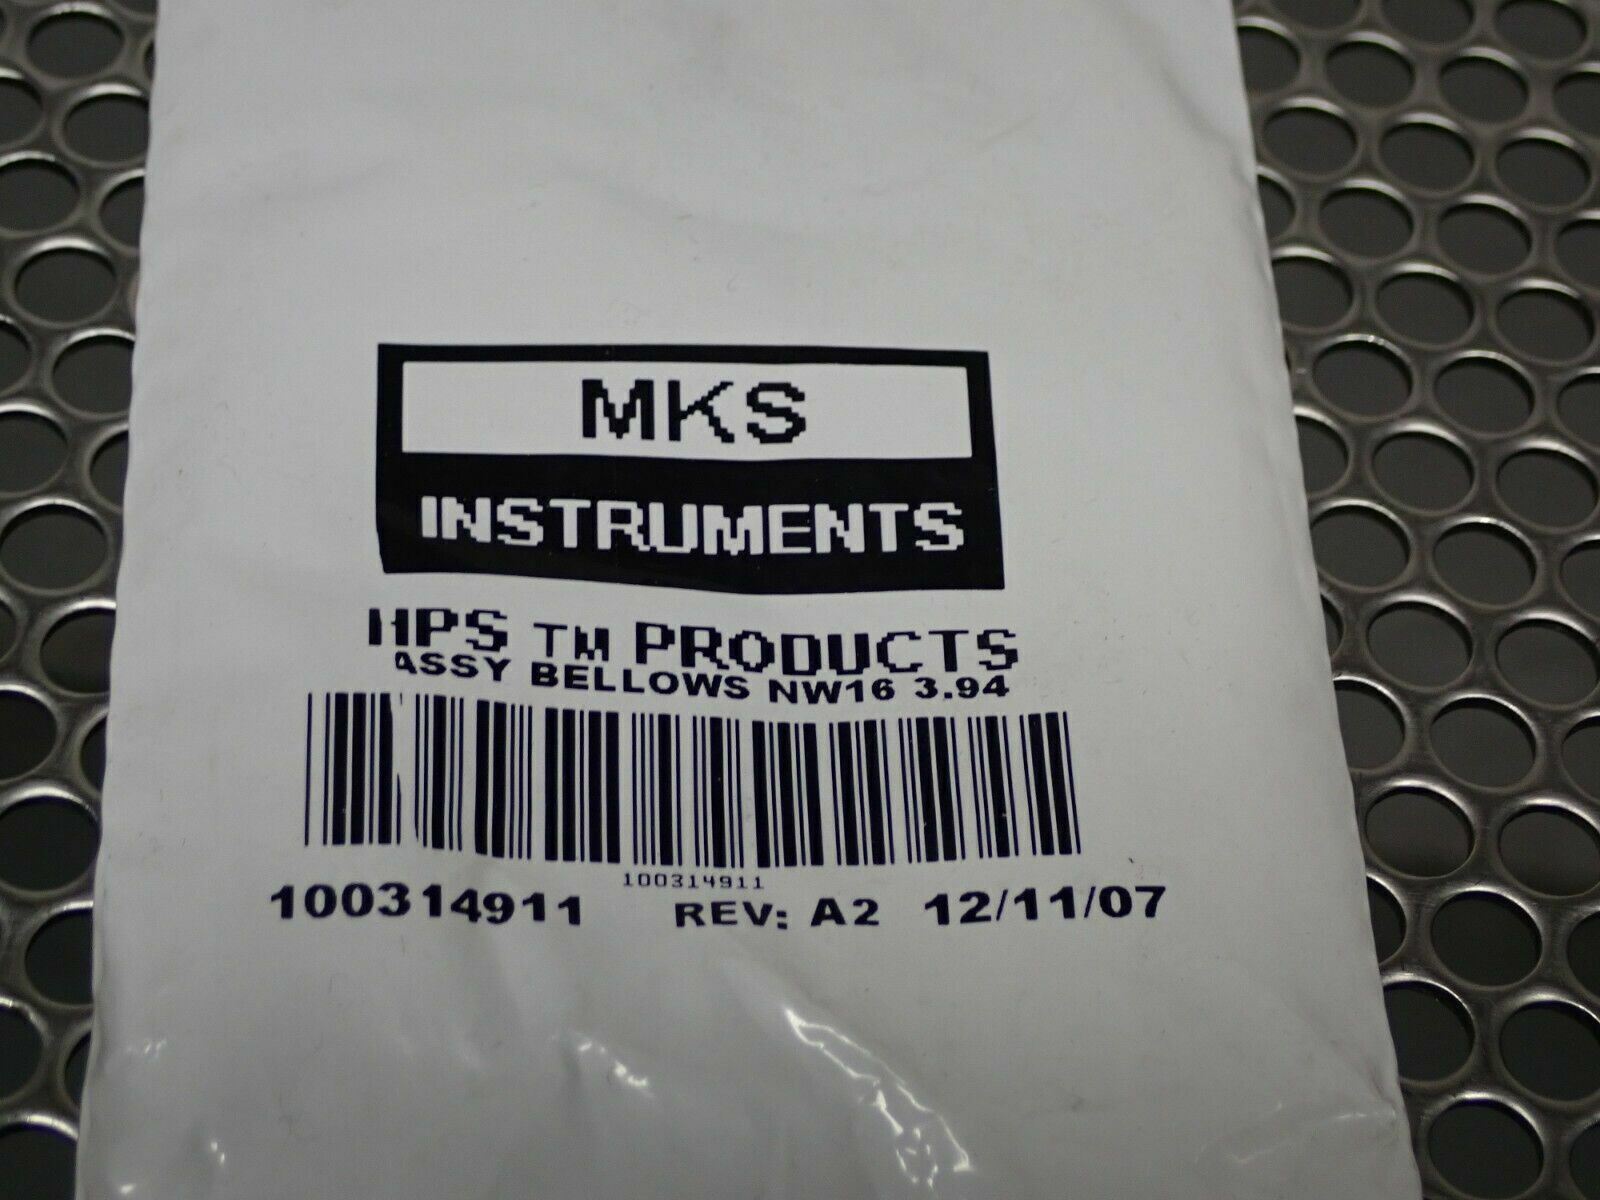 MKS
INSTRUMENTS
HPS TM PRODUCTS
ASSY BELLOWS NW16 3.94
100314911
100314911 REV: A2 12/11/07